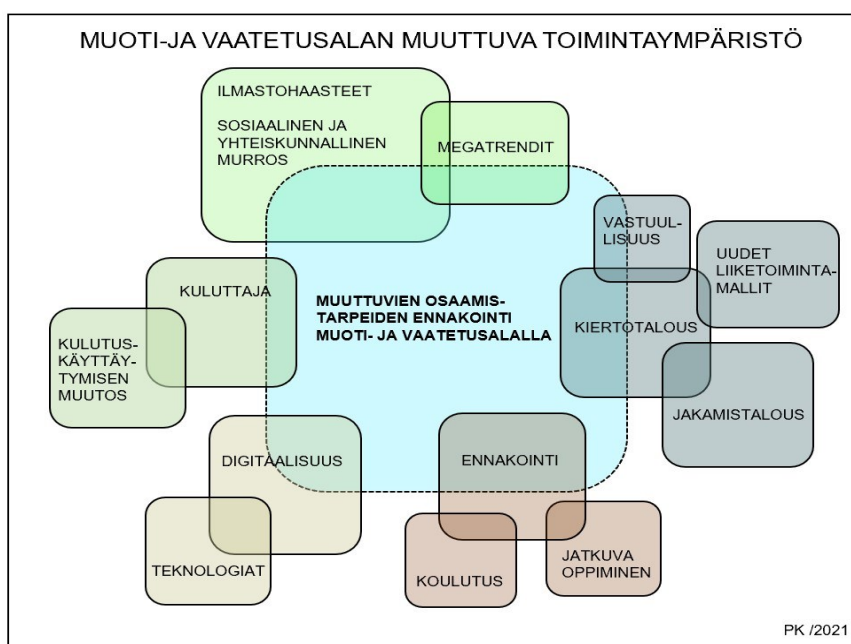 MUOTI-JA VAATETUSALAN MUUTTUVA TOIMINTAYMPÄRISTÖ
ILMASTOHAASTEET
SOSIAALINEN JA
YHTEISKUNNALLINEN
MURROS
MEGATRENDIT
VASTUUL-
LISUUS
UUDET
LIIKETOIMINTA-
MALLIT
KULUTTAJA
MUUTTUVIEN OSAAMIS-
TARPEIDEN ENNAKOINTI
MUOTI- JA VAATETUSALALLA
KIERTOTALOUS
KULUTUS-
KÄYTTÄY-
TYMISEN
MUUTOS
JAKAMISTALOUS
DIGITAALISUUS
ENNAKOINTI
TEKNOLOGIAT
KOULUTUS
JATKUVA
OPPIMINEN
PK /2021